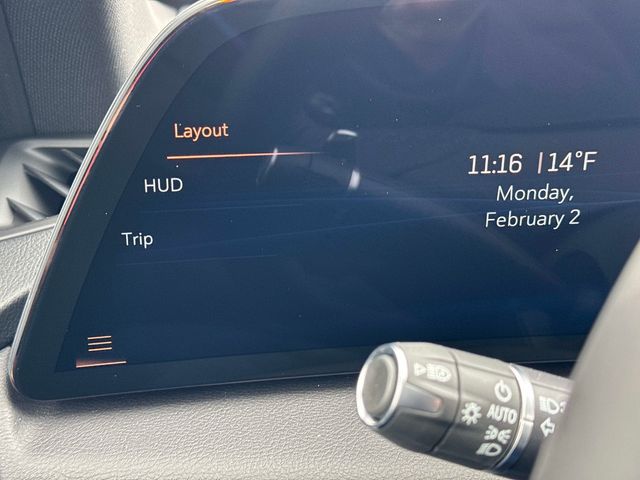 Layout
HUD
Trip
11:16 | 14°F
Monday,
February 2
AUTO